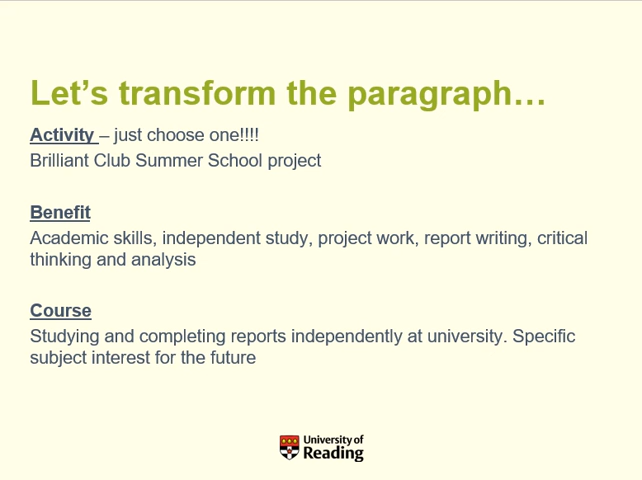 Let's transform the paragraph…
Activity – just choose one!!!!
Brilliant Club Summer School project
Benefit
Academic skills, independent study, project work, report writing, critical
thinking and analysis
Course
Studying and completing reports independently at university. Specific
subject interest for the future
University of
Reading